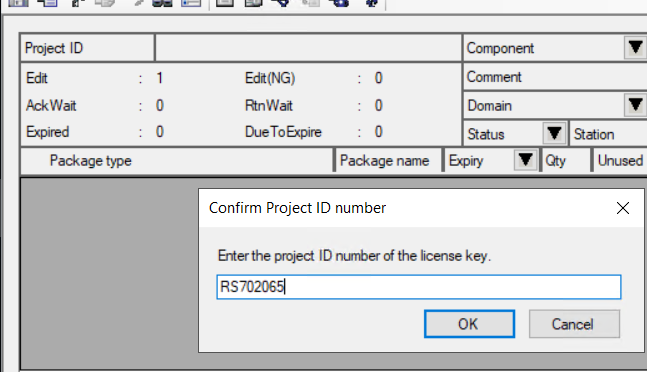 Project ID Component
Edit : 1 Edit(NG) : 0 Comment
AckWait : 0 RtnWait : 0 Domain
Expired : 0 DueToExpire : 0 Status Station
Package type Package name Expiry Qty Unused
Confirm Project ID number
Enter the project ID number of the license key.
RS702065
OK Cancel